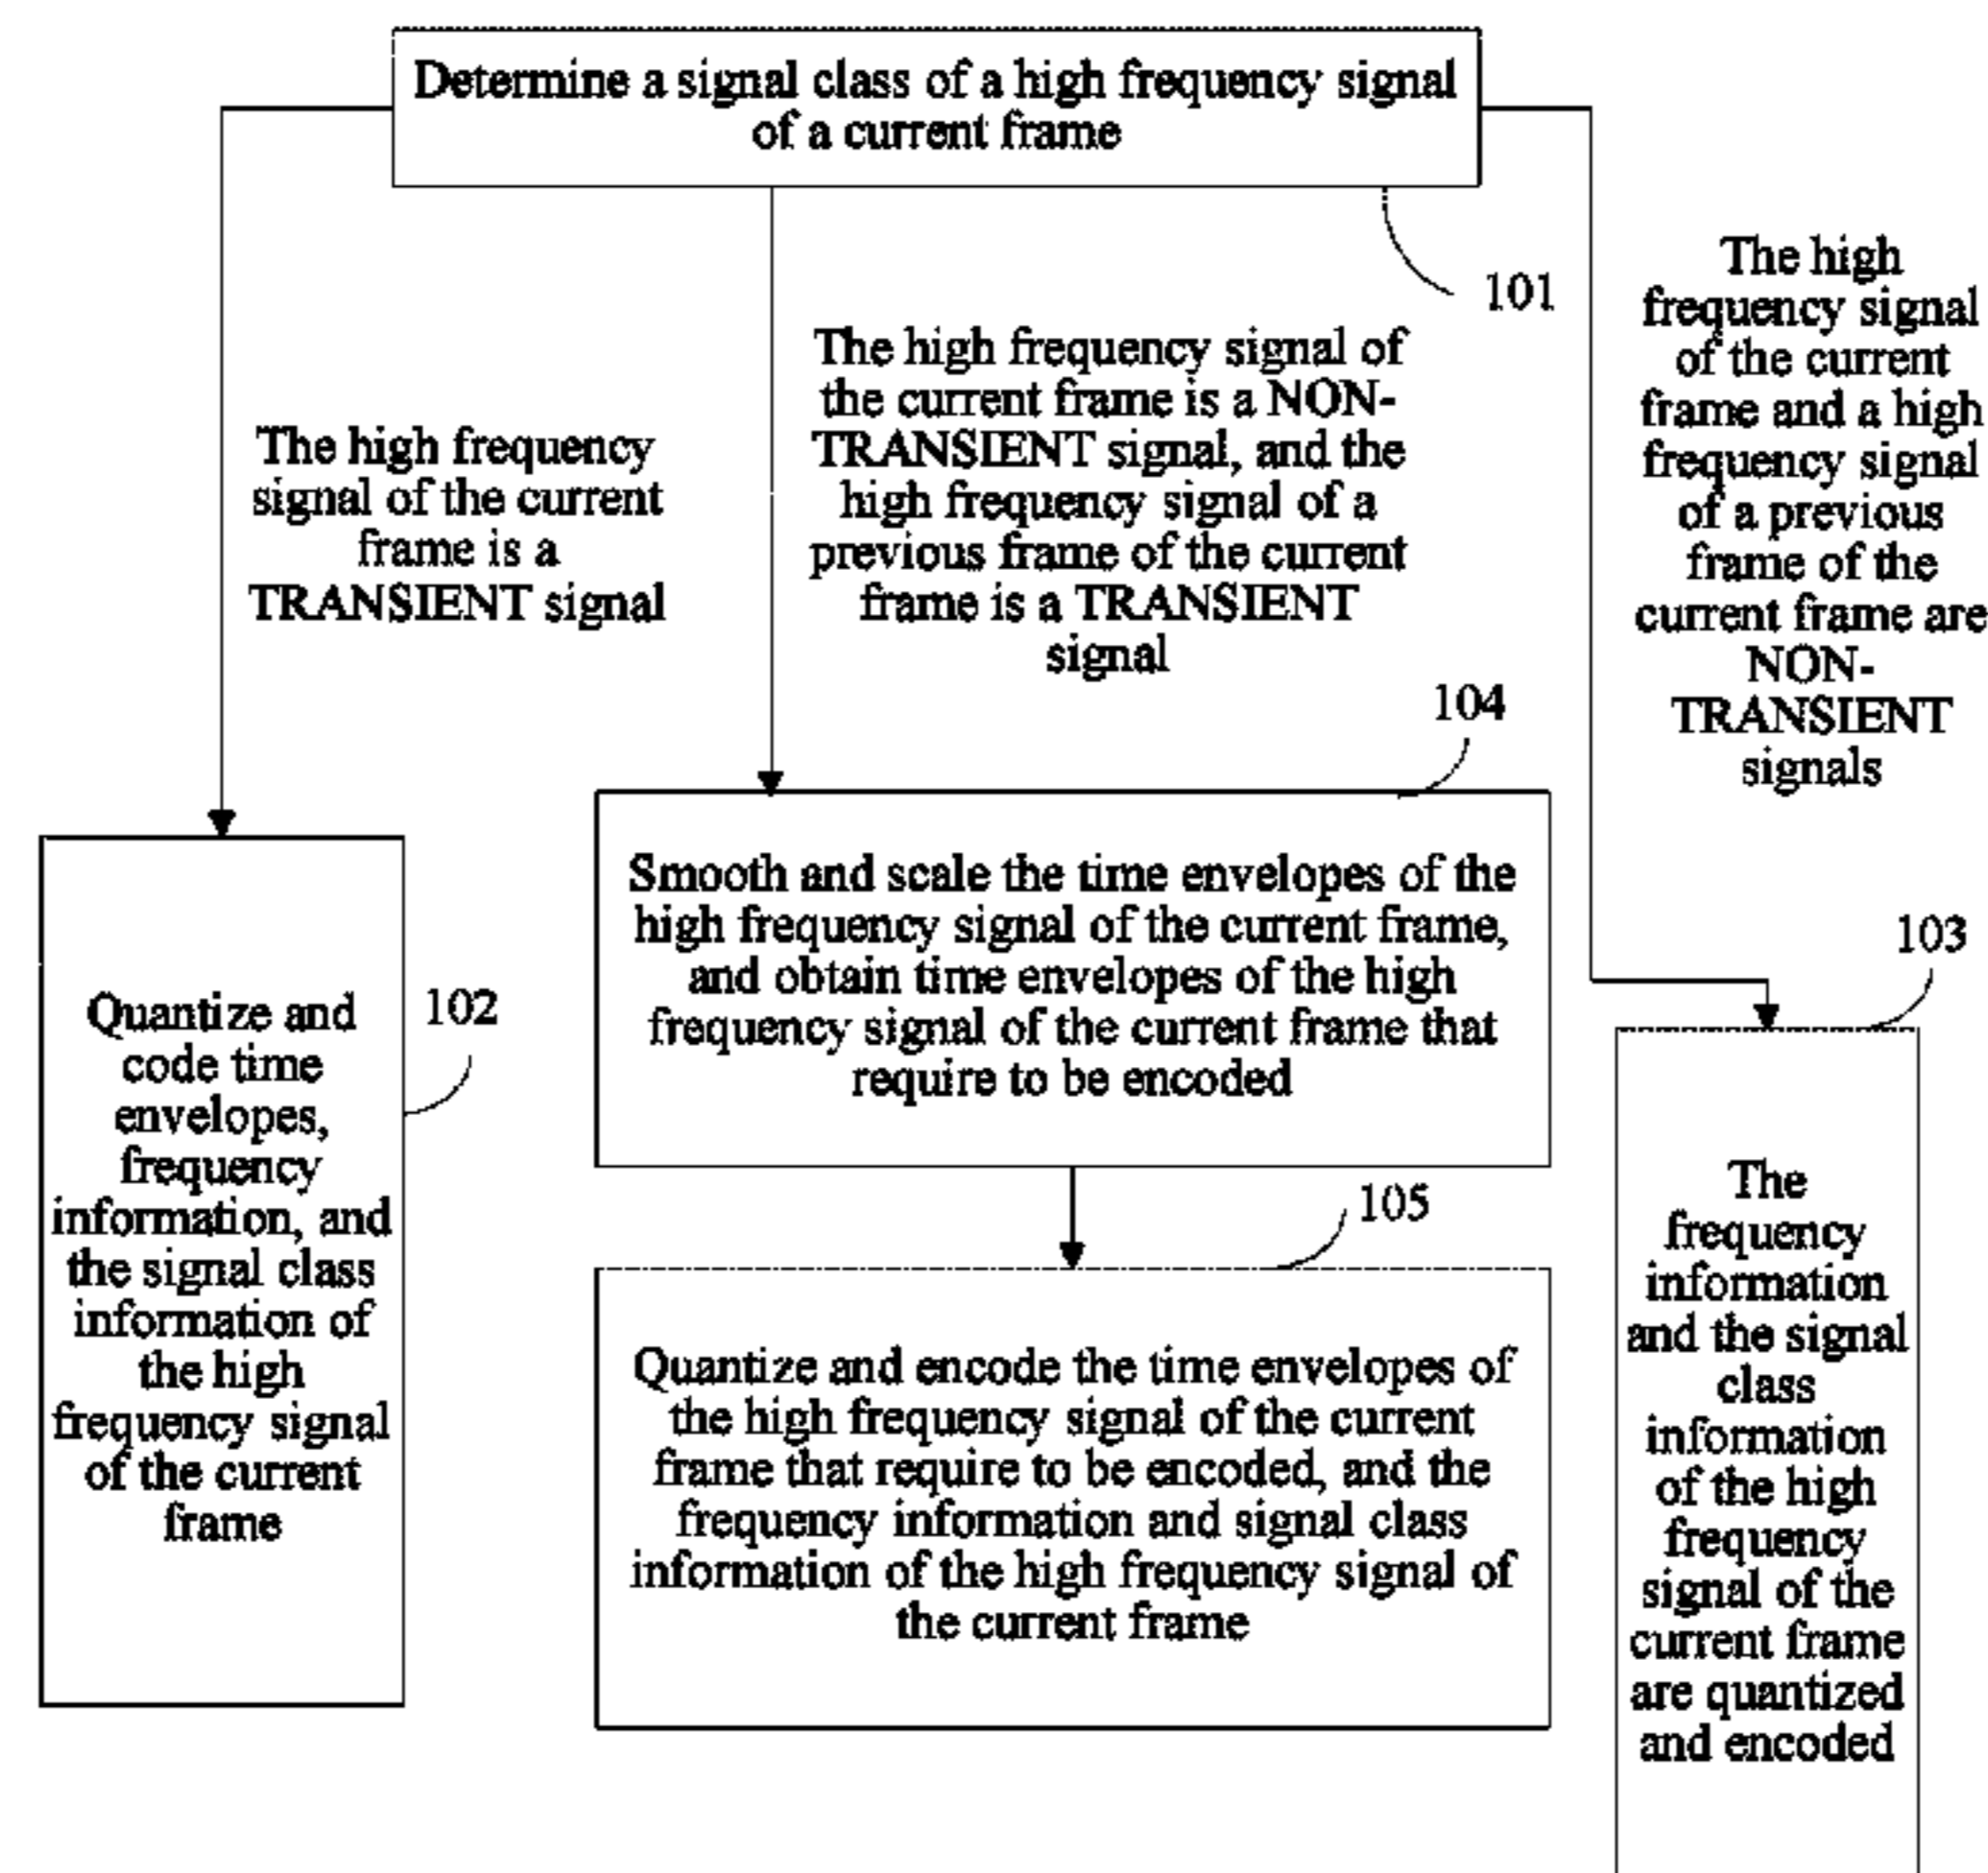 Determine a signal class of a high frequency signal
of a current frame
101
The high frequency
signal of the current
frame is a
TRANSIENT signal
The high frequency signal of
the current frame is a NON-
TRANSIENT signal, and the
high frequency signal of a
previous frame of the current
frame is a TRANSIENT
signal
The high
frequency signal
of the current
frame and a high
frequency signal
of a previous
frame of the
current frame are
NON-
TRANSIENT
signals
102
Quantize and
code time
envelopes,
frequency
information, and
the signal class
information of
the high
frequency signal
of the current
frame
104
Smooth and scale the time envelopes of the
high frequency signal of the current frame,
and obtain time envelopes of the high
frequency signal of the current frame that
require to be encoded
105
Quantize and encode the time envelopes of
the high frequency signal of the current
frame that require to be encoded, and the
frequency information and signal class
information of the high frequency signal of
the current frame
103
The
frequency
information
and the signal
class
information
of the high
frequency
signal of the
current frame
are quantized
and encoded